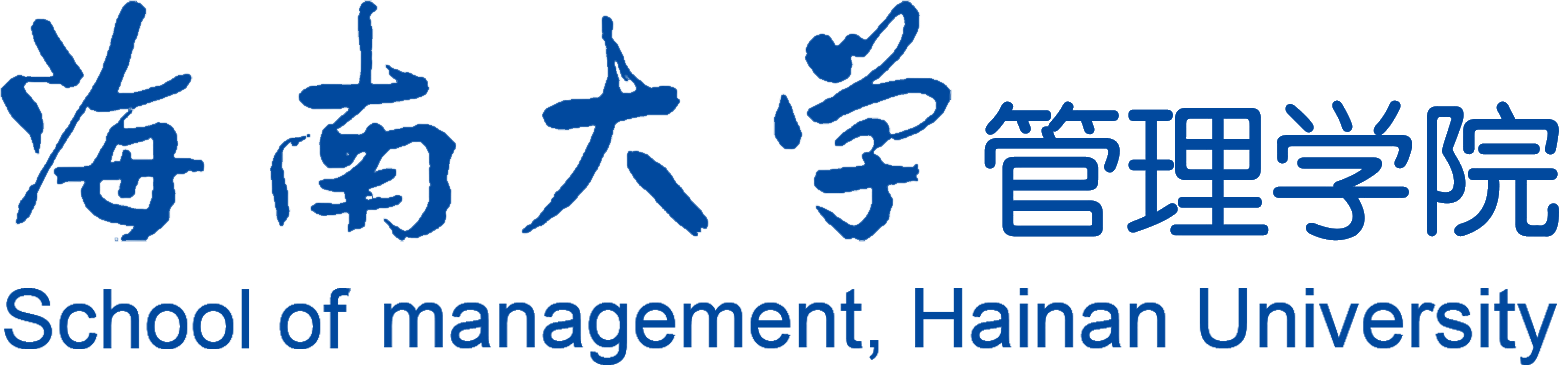 海南大学管理学院
School of management, Hainan University